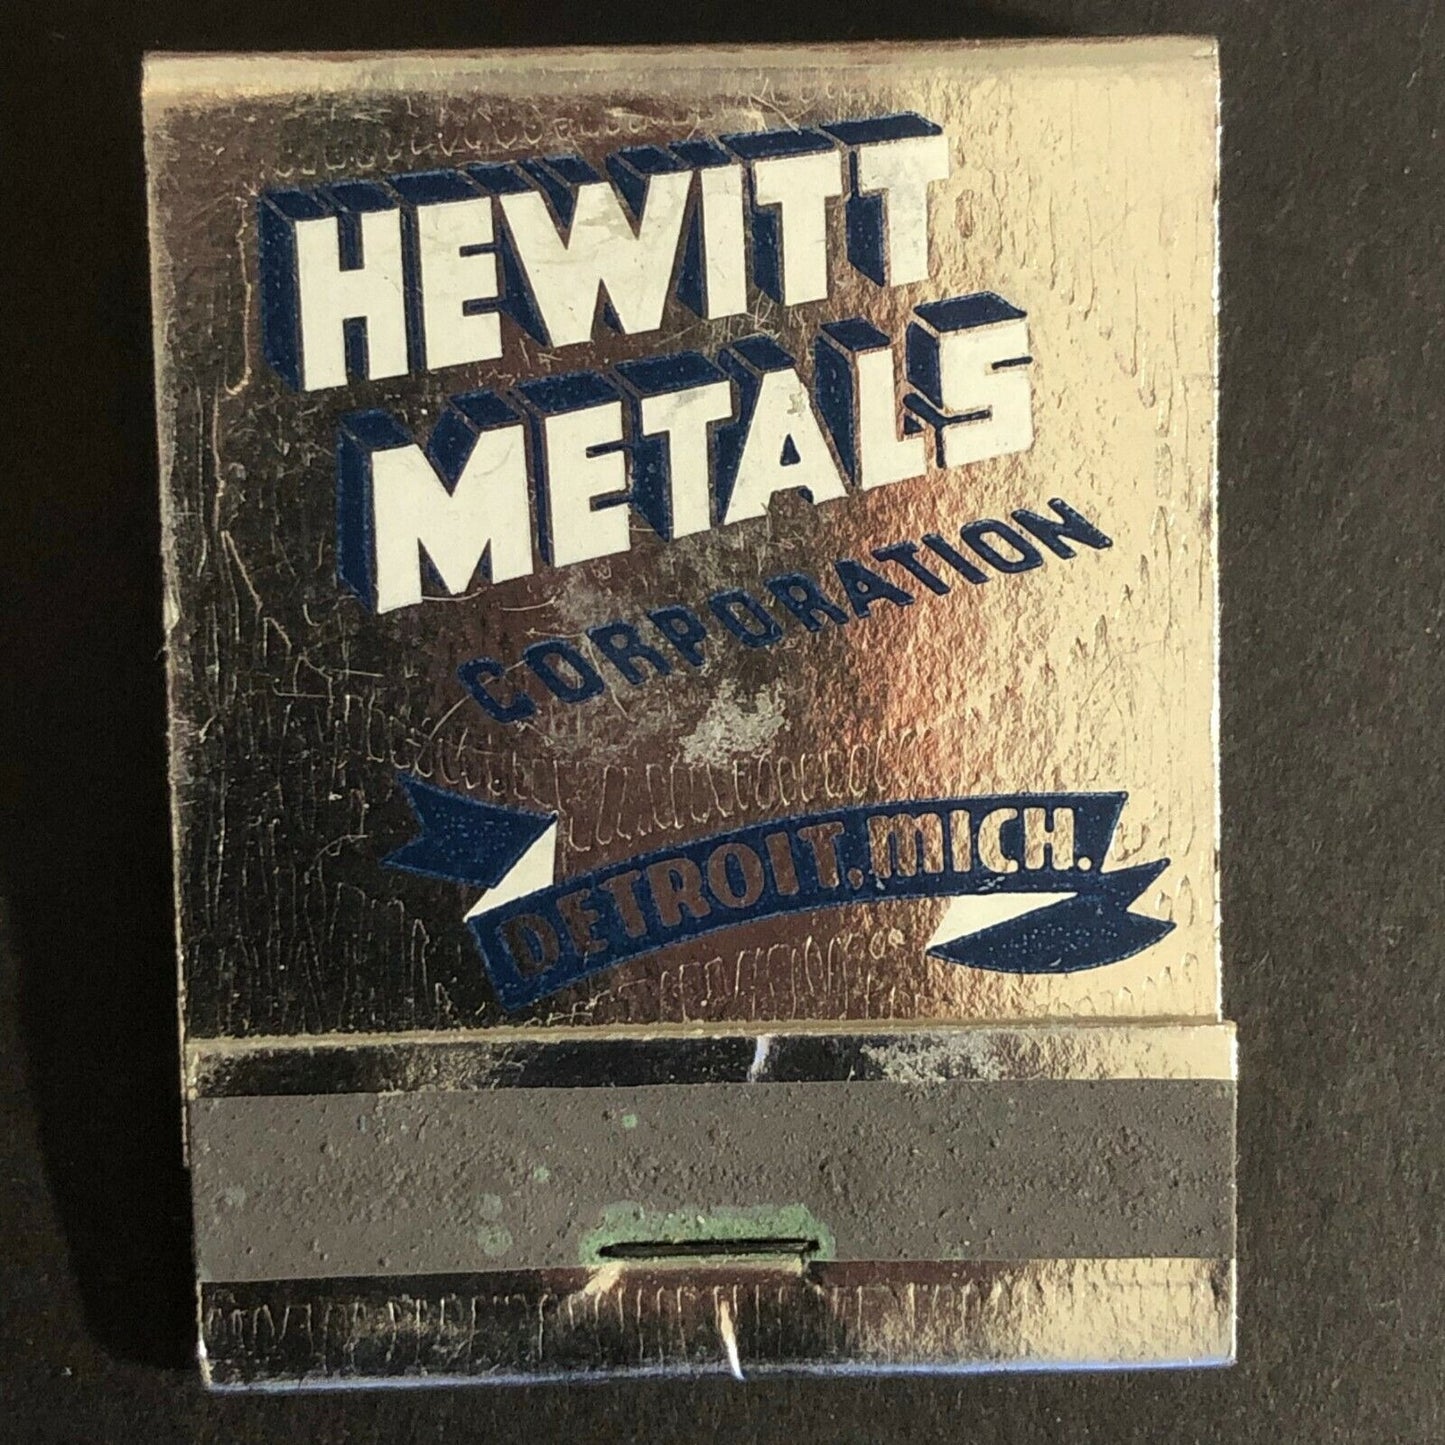 HEWITT
METALS
CORPORATION
DETROIT, MICH.